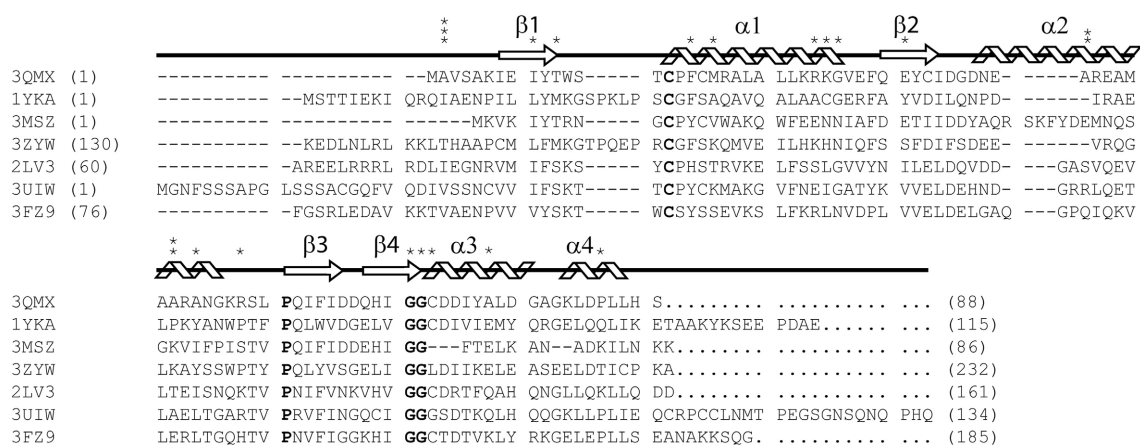 * * *
β1 α1 β2 α2
* * * * * * * * * *
3QMX (1) ---------- ---------- --MAVSAKIE IYTWS----- TCPFCMRALA LLKRKGVEFQ EYCIDGDNE- -----AREAM
1YKA (1) ---------- --MSTTIEKI QRQIAENPIL LYMKGSPKLP SCGFSAQAVQ ALAACGERFA YVDILQNPD- ------IRAE
3MSZ (1) ---------- ---------- -----MKVKI YTRN------ GCPYCVWAKQ WFEENNIAFD ETIIDDYAQR SKFYDEMNQS
3ZYW (130) ---------- --KEDLNLRL KKLTHAAPCM LFMKGTPQEP RCGFSKQMVE ILHKHNIQFS SFDIFSDEE- ------VRQG
2LV3 (60) ---------- --AREELRRRL RDLIEGNRVM IFSKS----- YCPHSTRVKE LFSSLGVVYN ILELDQVDD- ---GASVQEV
3UIW (1) MGNFSSSAPG LSSSSACGQFV QDIVSSNCVV IFSKT----- TCPYCKMAKG VFNEIGATYK VVELDEHND- ---GRRLQET
3FZ9 (76) ---------- --FGSRLEDAV KKTVAENPVV VYSKT----- WCSYSSEVKS LFKRLNVDPL VVELDELGAQ ---GPQIQKV
* * * * β3 β4 * * * α3 * α4 *
3QMX AARANGKRSL PQIFIDDQHI GGCDDIYALD GAGKLDPLLH S......... .......... ... (88)
1YKA LPKYANWPTF PQLWVDGELV GGCDIVIEMY QRGELQQLIK ETAAKYKSEE PDAE...... ... (115)
3MSZ GKVIFPISTV PQIFIDDEHI GG---FTELK AN--ADKILN KK........ .......... ... (86)
3ZYW LKAYSSWPTY PQLYVSGELI GGLDIIKELE ASEELDTICP KA........ .......... ... (232)
2LV3 LTEISNQKTV PNIFVNKVHV GGCDRTFQAH QNGLLQKLLQ DD........ .......... ... (161)
3UIW LAELTGARTV PRVFINGQCI GGGSDTKQLH QQGKLLPLIE QCRPCCLNMT PEGSGNSQNQ PHQ (134)
3FZ9 LERLTGQHTV PNVFIGGKHI GGCTDTVKLY RKGELEPLLS EANAKKSQG. .......... ... (185)